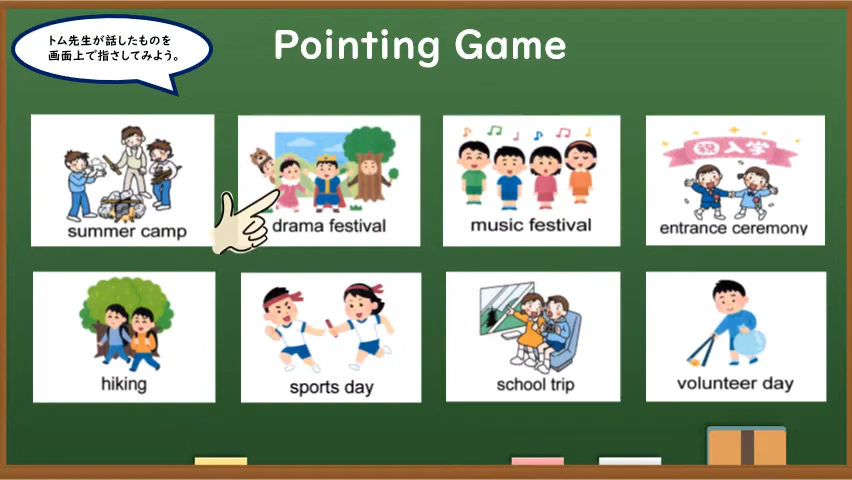 トム先生が話したものを
画面上で指さしてみよう。
Pointing Game
summer camp
drama festival
music festival
祝入学
entrance ceremony
hiking
sports day
school trip
volunteer day